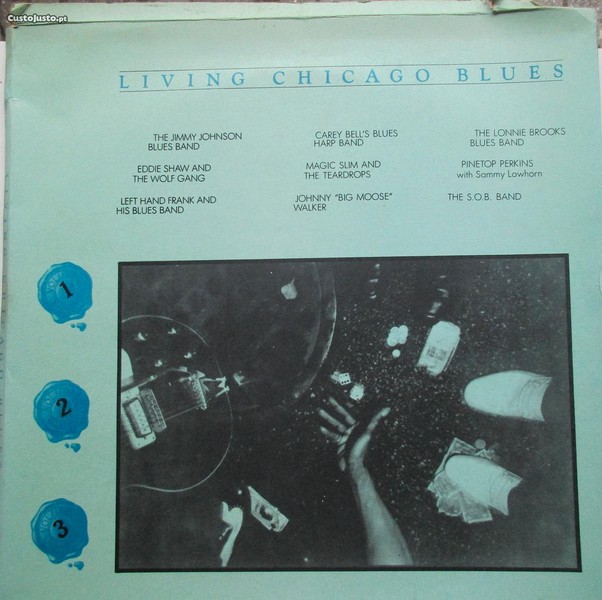 CustoJusto.pt
LIVING CHICAGO BLUES
THE JIMMY JOHNSON
BLUES BAND
CAREY BELL'S BLUES
HARP BAND
THE LONNIE BROOKS
BLUES BAND
EDDIE SHAW AND
THE WOLF GANG
MAGIC SLIM AND
THE TEARDROPS
PINETOP PERKINS
with Sammy Lawhorn
LEFT HAND FRANK AND
HIS BLUES BAND
JOHNNY "BIG MOOSE"
WALKER
THE S.O.B. BAND
1
2
3